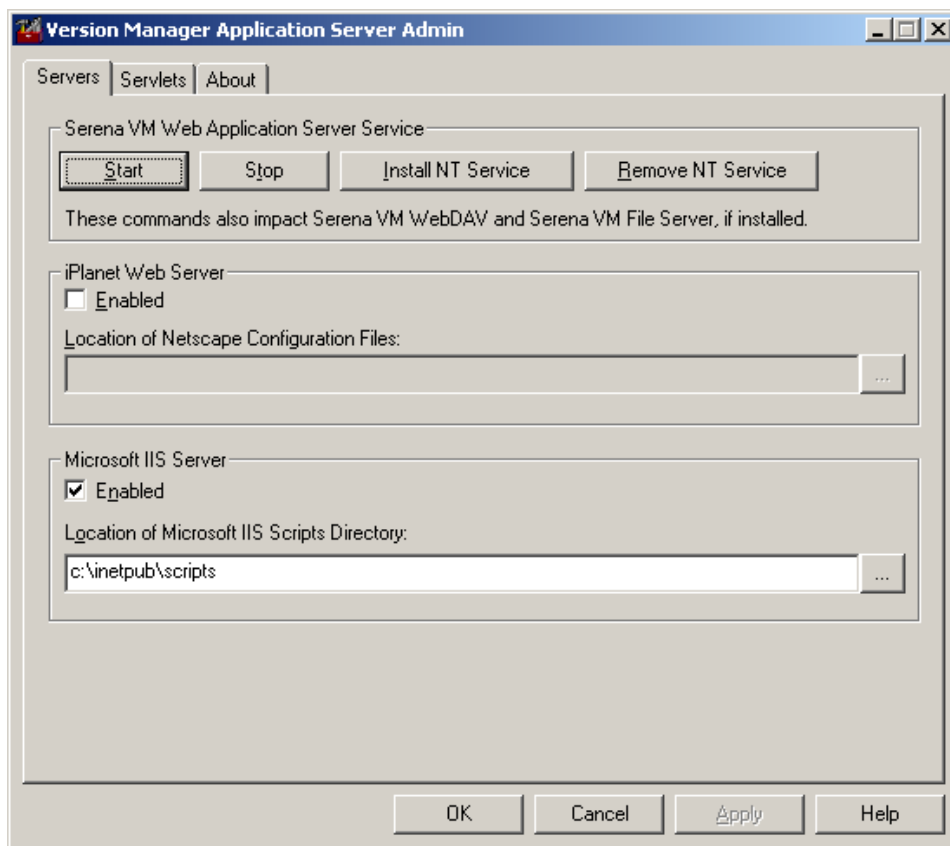 Version Manager Application Server Admin
Servers Servlets About
Serena VM Web Application Server Service
Start Stop Install NT Service Remove NT Service
These commands also impact Serena VM WebDAV and Serena VM File Server, if installed.
iPlanet Web Server
Enabled
Location of Netscape Configuration Files:
...
Microsoft IIS Server
Enabled
Location of Microsoft IIS Scripts Directory:
c:\inetpub\scripts ...
OK Cancel Apply Help